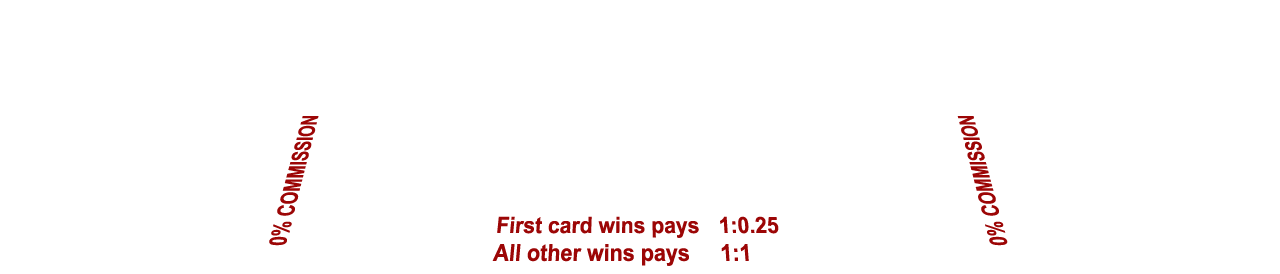 0% COMMISSION
0% COMMISSION
First card wins pays 1:0.25
All other wins pays 1:1